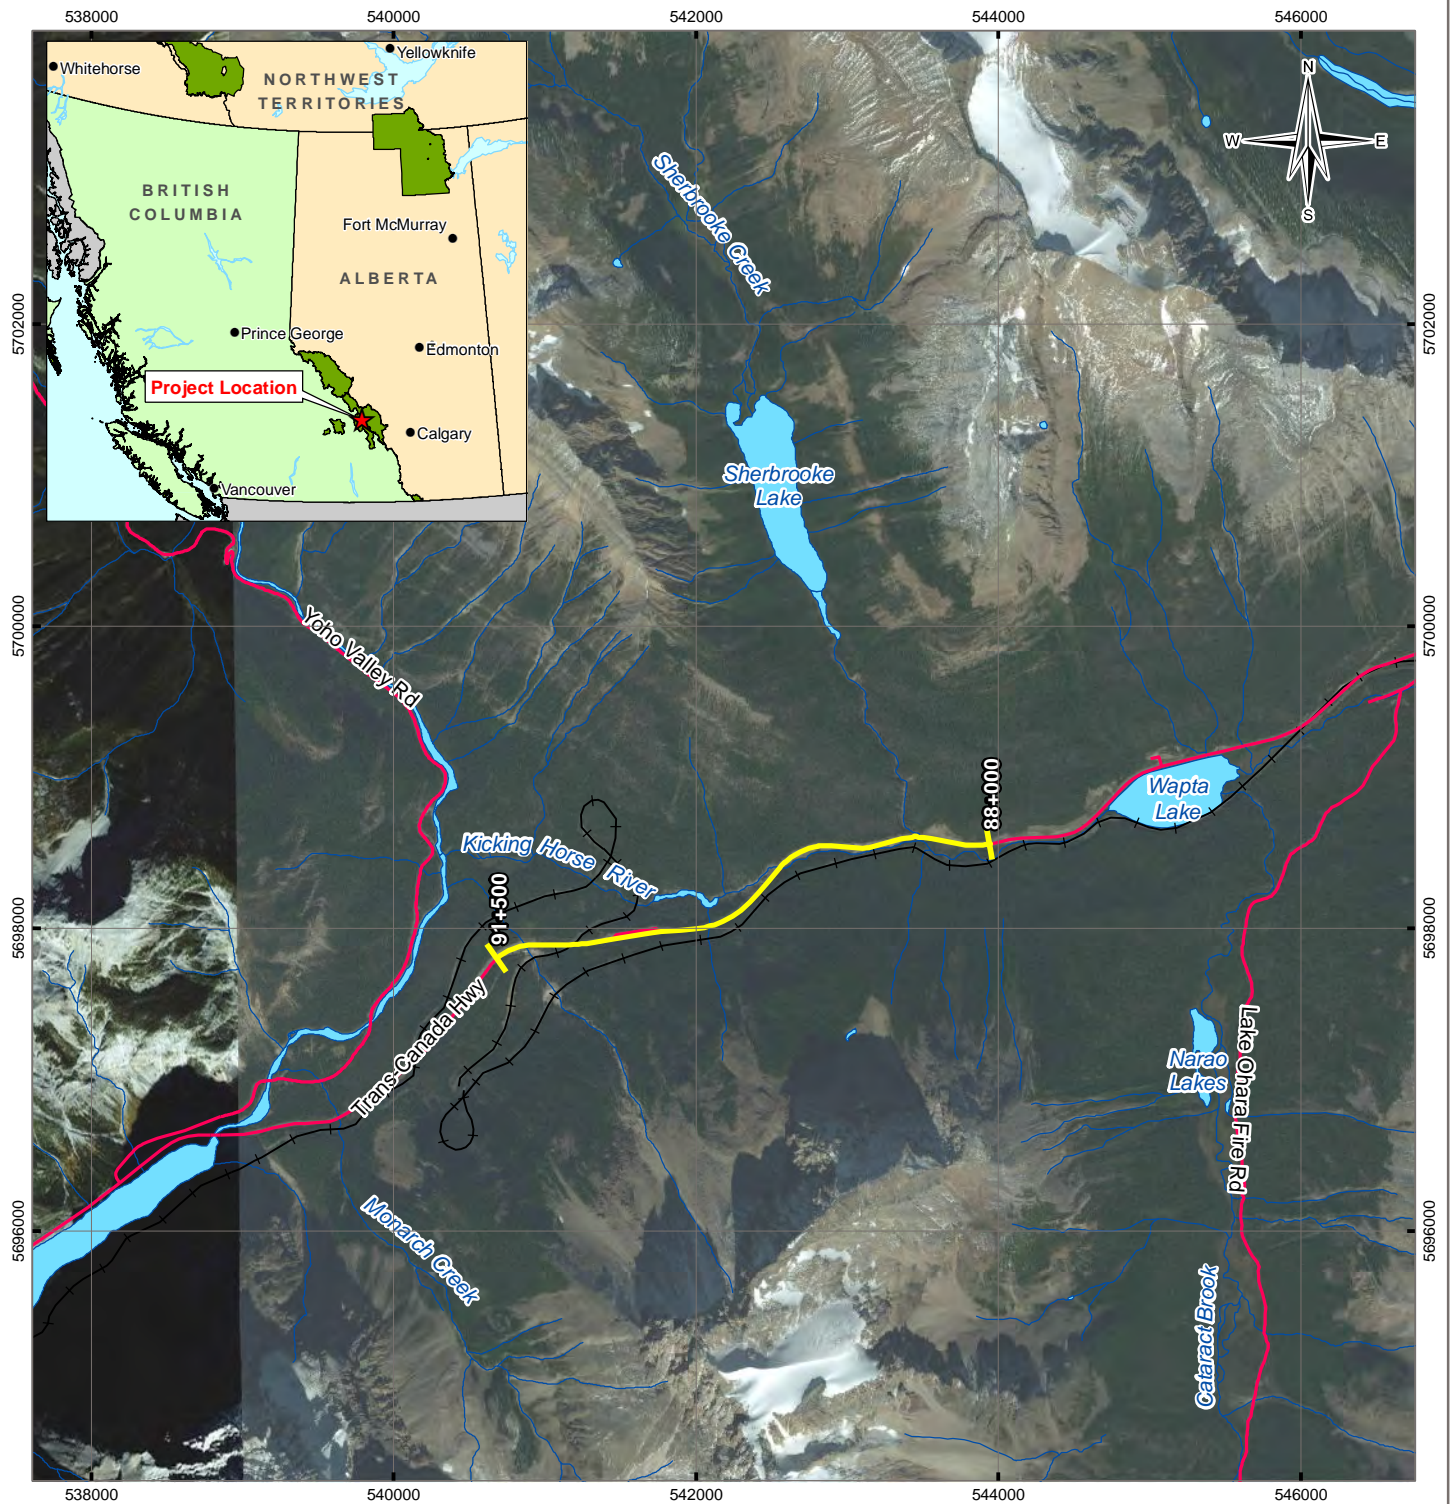 538000
540000
542000
544000
546000
Whitehorse
Yellowknife
NORTHWEST
TERRITORIES
BRITISH
COLUMBIA
Fort McMurray
ALBERTA
Prince George
Edmonton
Project Location
Calgary
Vancouver
N
W
E
S
Sherbrooke Creek
5702000
5702000
Sherbrooke
Lake
5700000
5700000
Yoho Valley Rd
Wapta
Lake
88+000
Kicking Horse River
91+500
5698000
5698000
Trans-Canada Hwy
Narao
Lakes
Lake Ohara Fire Rd
Monarch Creek
5696000
5696000
Cataract Brook
538000
540000
542000
544000
546000